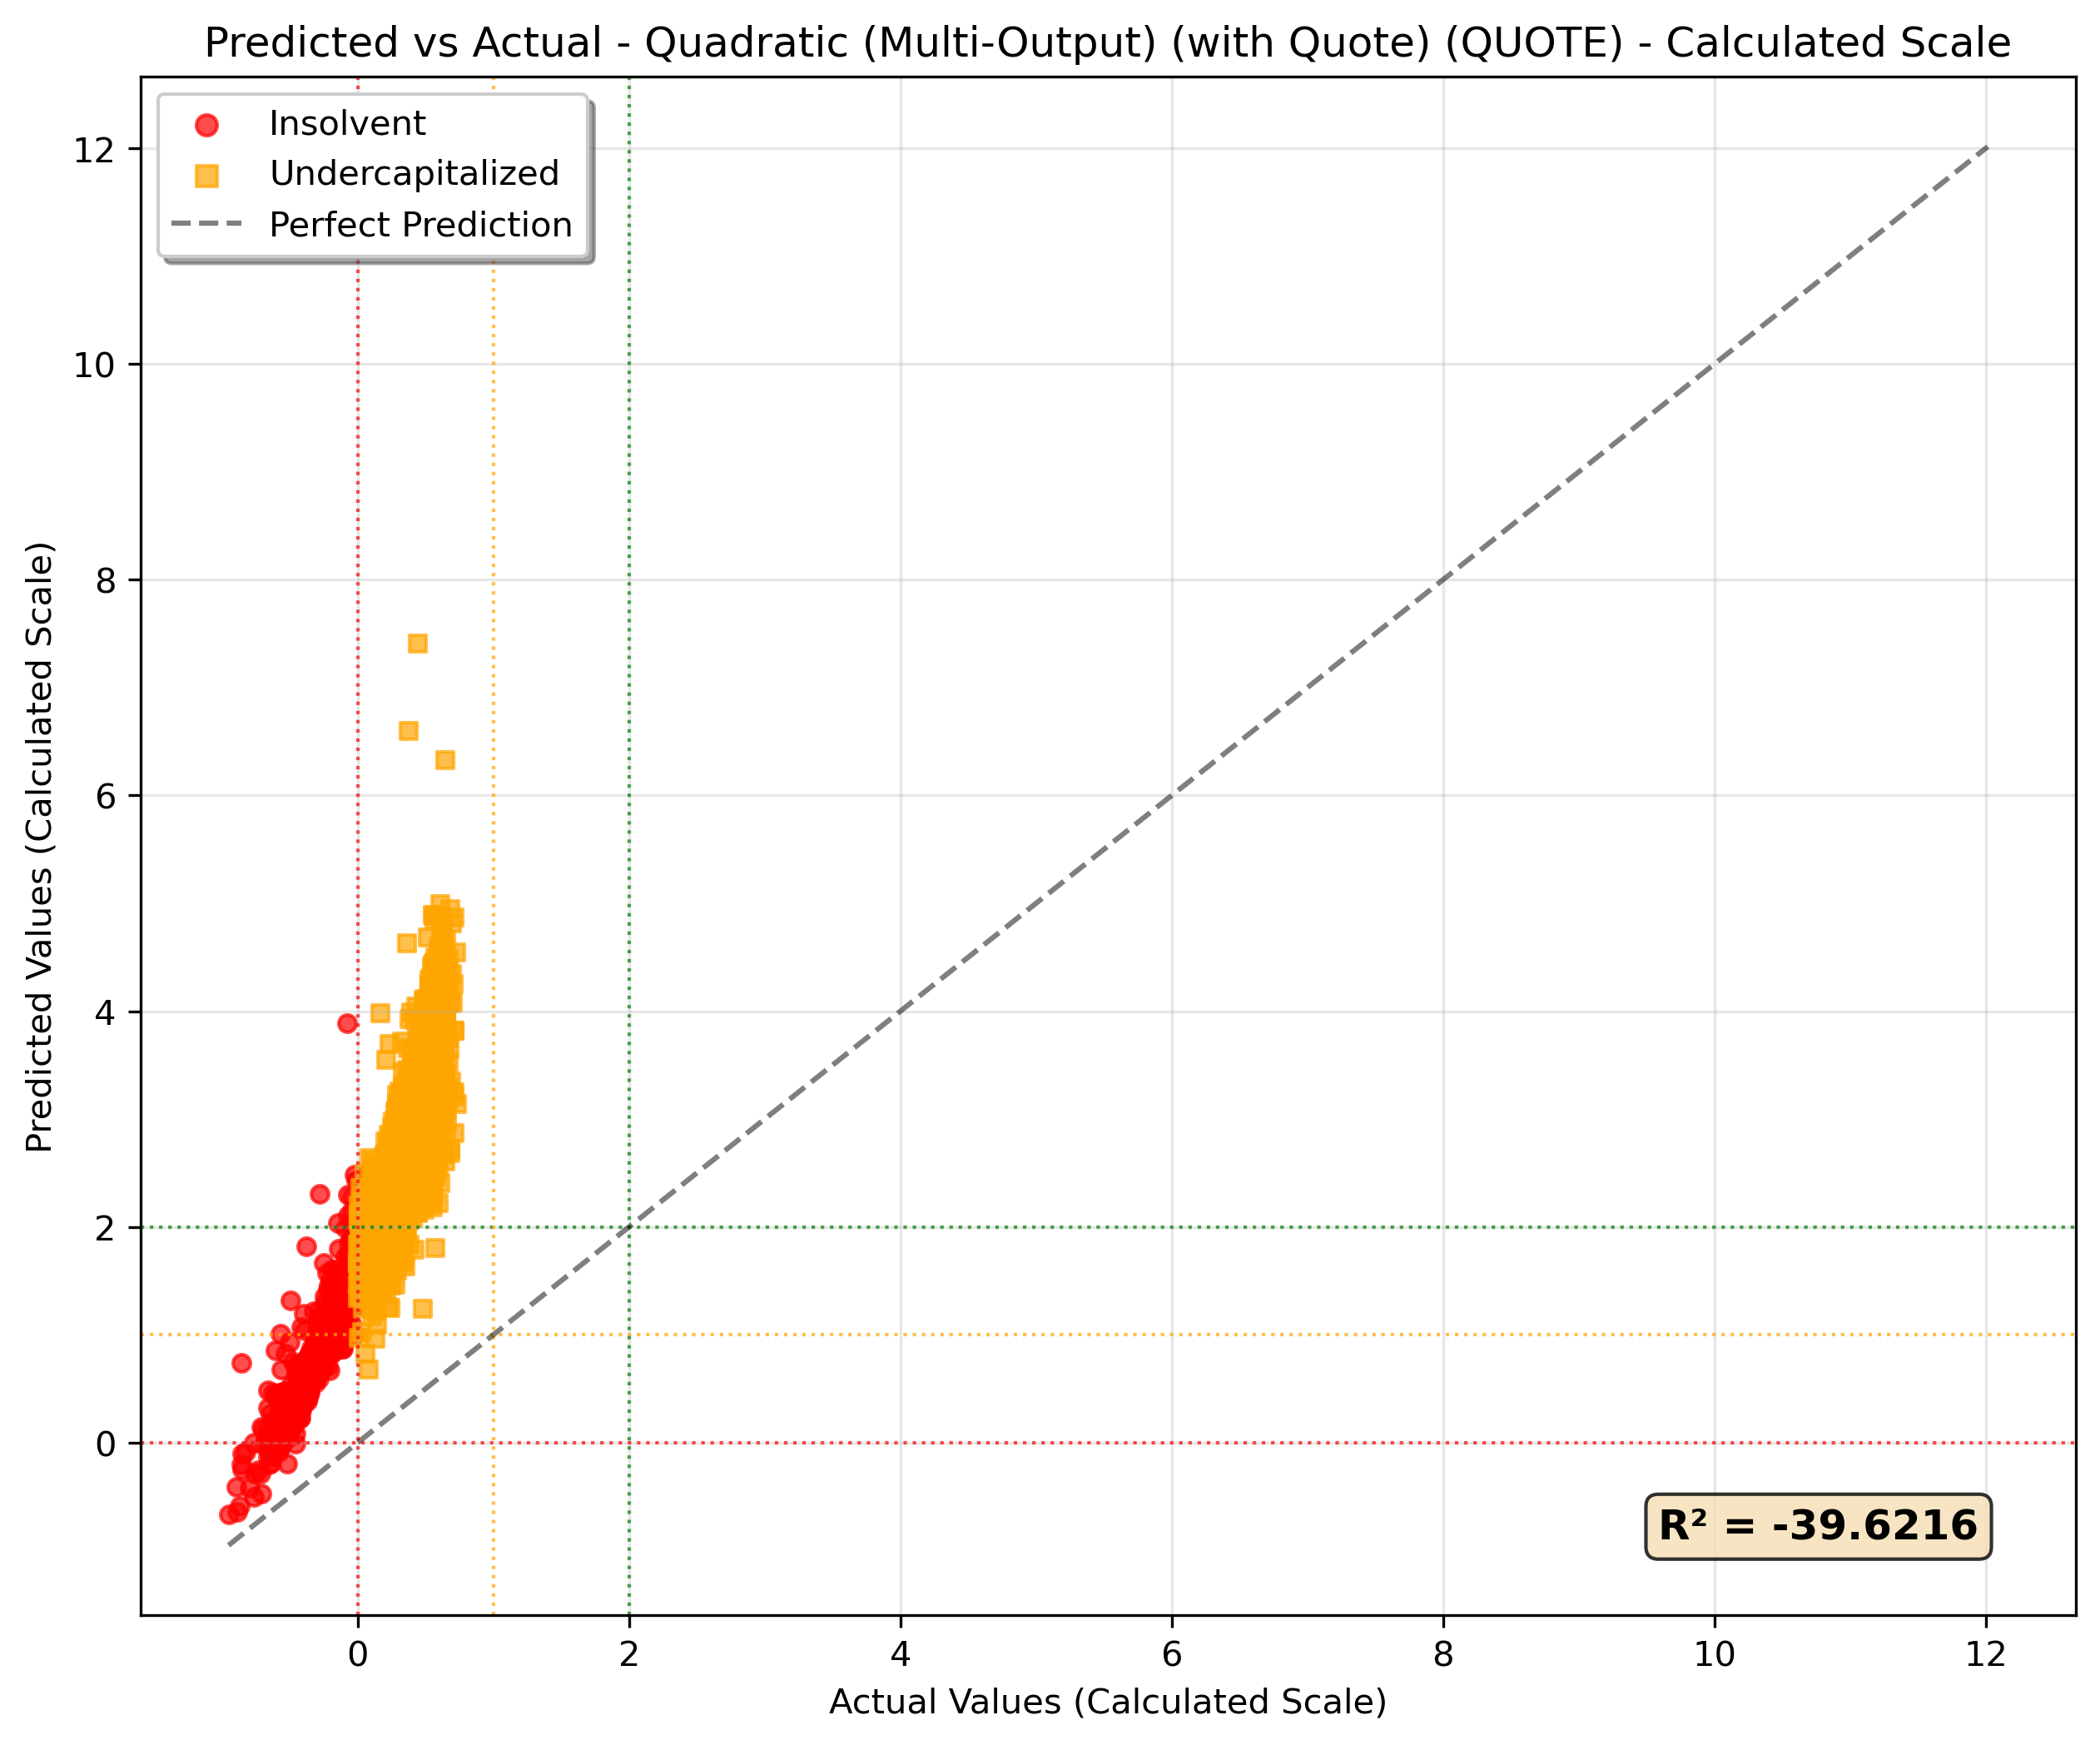 Predicted vs Actual - Quadratic (Multi-Output) (with Quote) (QUOTE) - Calculated Scale
Insolvent
Undercapitalized
Perfect Prediction
Predicted Values (Calculated Scale)
12
10
8
6
4
2
0
R² = -39.6216
0 2 4 6 8 10 12
Actual Values (Calculated Scale)